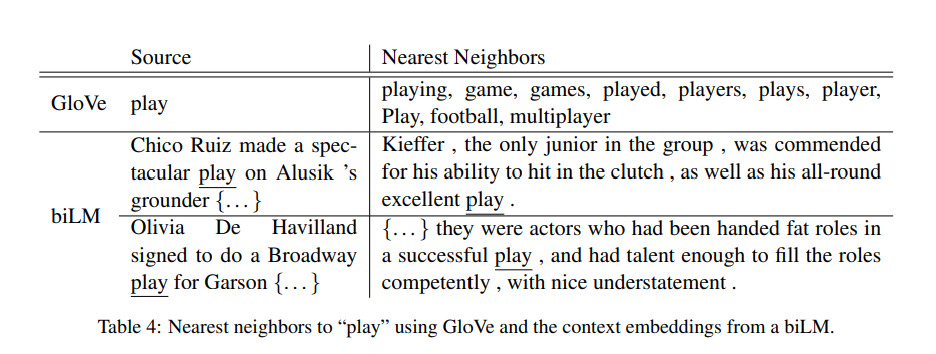 Source Nearest Neighbors
GloVe play playing, game, games, played, players, plays, player,
Play, football, multiplayer
biLM
Chico Ruiz made a spec-
tacular play on Alusik 's
grounder {...}
Kieffer , the only junior in the group , was commended
for his ability to hit in the clutch , as well as his all-round
excellent play .
Olivia De Havilland
signed to do a Broadway
play for Garson {...}
{...} they were actors who had been handed fat roles in
a successful play , and had talent enough to fill the roles
competently , with nice understatement .
Table 4: Nearest neighbors to “play” using GloVe and the context embeddings from a biLM.